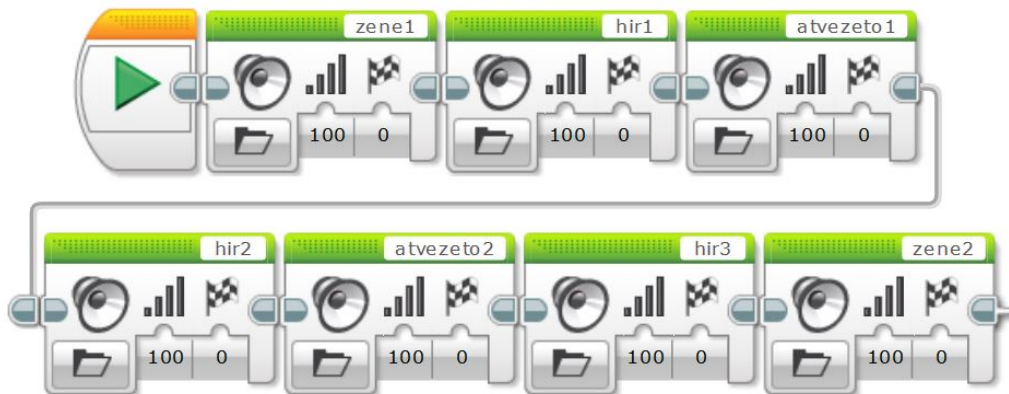 zene1 hir1 atvezeto1
100 0 100 0 100 0
hir2 atvezeto2 hir3 zene2
100 0 100 0 100 0 100 0